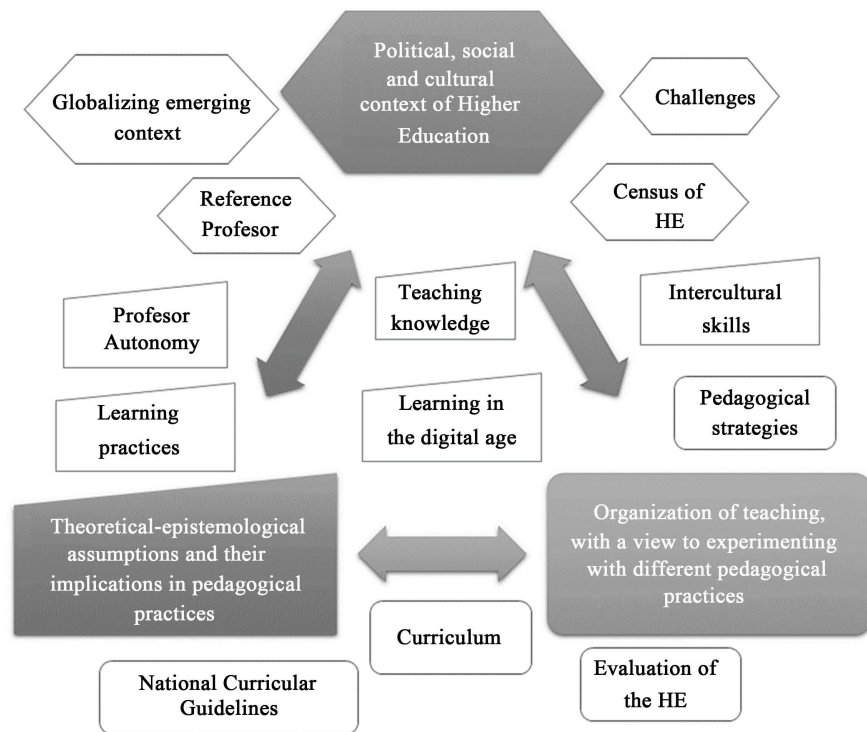 Political, social
and cultural
context of Higher
Education
Globalizing emerging
context
Challenges
Reference
Profesor
Census of
HE
Teaching
knowledge
Intercultural
skills
Profesor
Autonomy
Learning
practices
Learning in
the digital age
Pedagogical
strategies
Theoretical-epistemological
assumptions and their
implications in pedagogical
practices
Organization of teaching,
with a view to experimenting
with different pedagogical
practices
Curriculum
National Curricular
Guidelines
Evaluation of
the HE